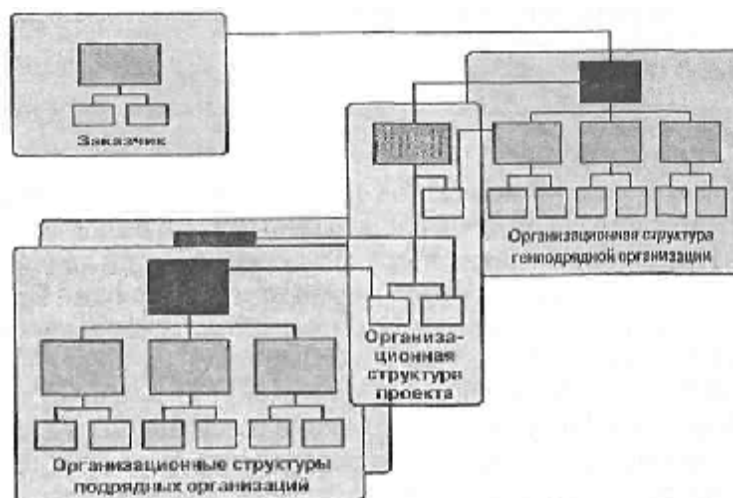 Заказчик
Организационная структура
генподрядной организации
Организа-
ционная
структура
проекта
Организационные структуры
подрядных организаций